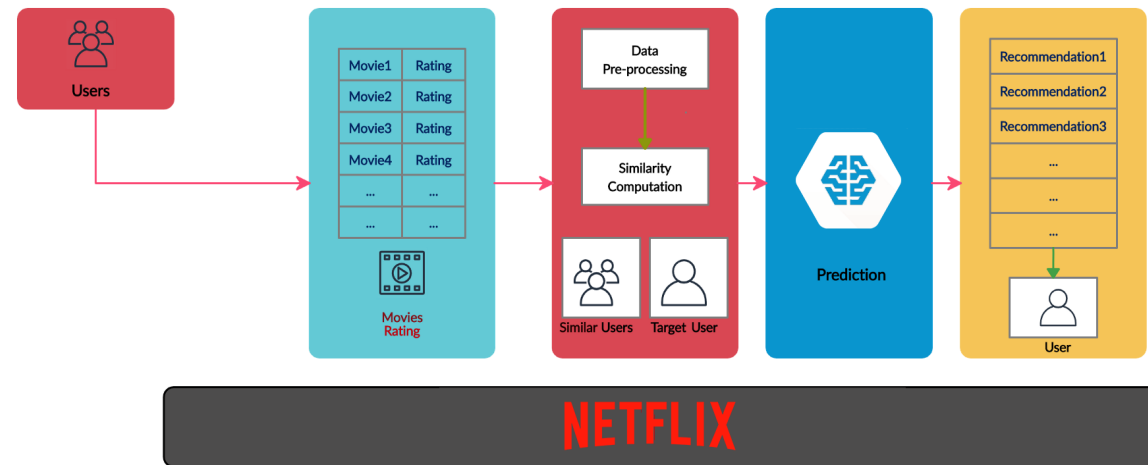 Users
Movie1 Rating
Movie2 Rating
Movie3 Rating
Movie4 Rating
... ...
... ...
Movies
Rating
Data
Pre-processing
Similarity
Computation
Similar Users
Target User
Prediction
Recommendation1
Recommendation2
Recommendation3
...
...
...
User
NETFLIX